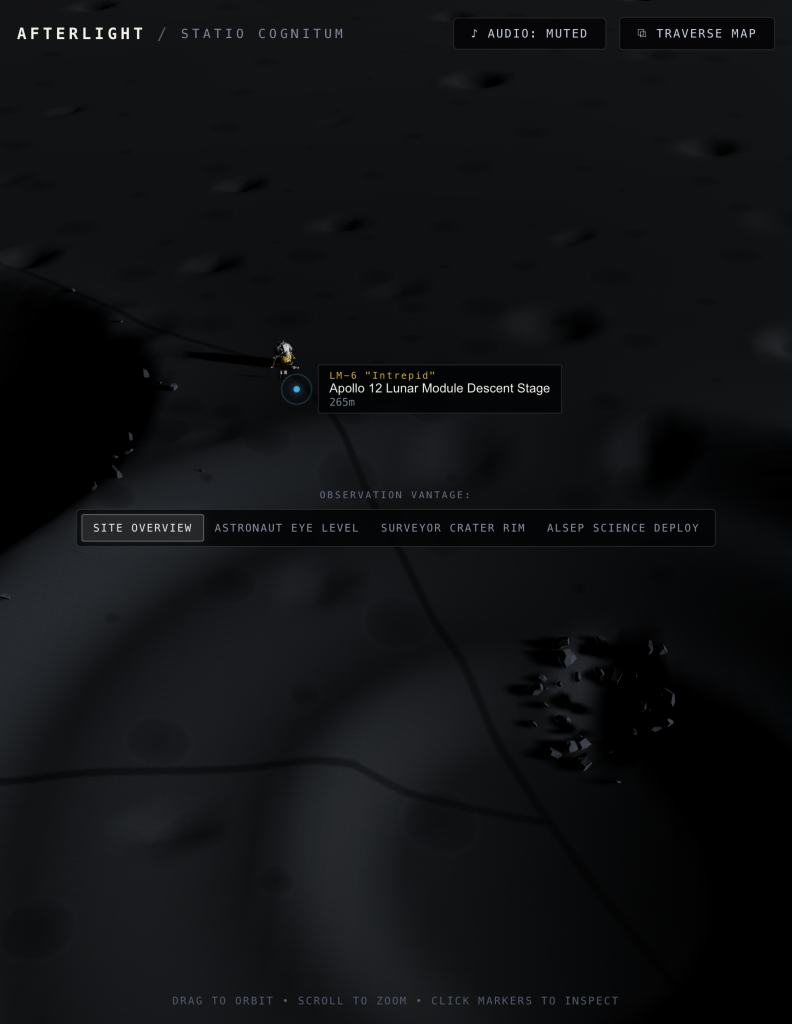 AFTERLIGHT / STATIO COGNITUM
♪ AUDIO: MUTED
TRAVERSE MAP
LM-6 "Intrepid"
Apollo 12 Lunar Module Descent Stage
265m
OBSERVATION VANTAGE:
SITE OVERVIEW
ASTRONAUT EYE LEVEL
SURVEYOR CRATER RIM
ALSEP SCIENCE DEPLOY
DRAG TO ORBIT • SCROLL TO ZOOM • CLICK MARKERS TO INSPECT